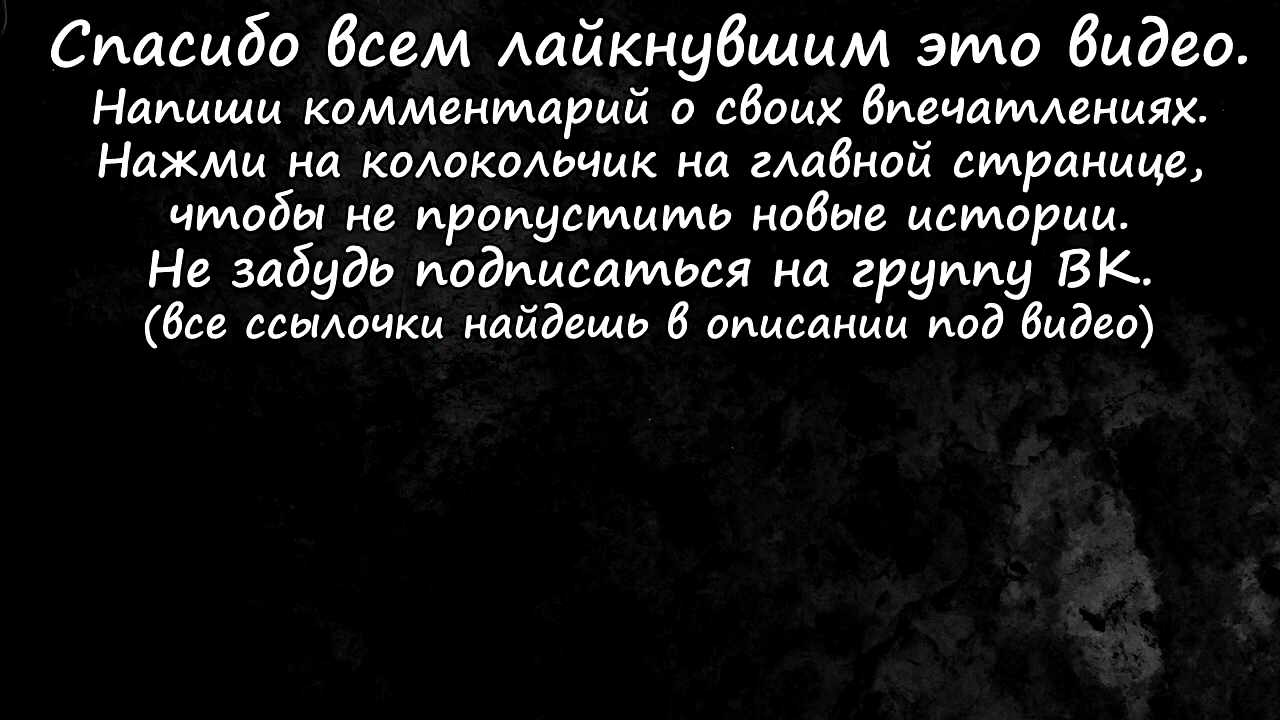 Спасибо всем лайкнувшим это видео.
Напиши комментарий о своих впечатлениях.
Нажми на колокольчик на главной странице,
чтобы не пропустить новые истории.
Не забудь подписаться на группу ВК.
(все ссылочки найдешь в описании под видео)